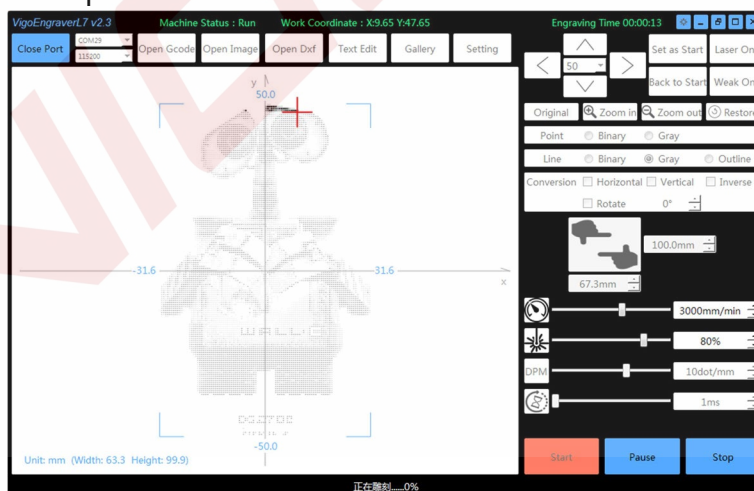 VigoEngraverL7 v2.3 Machine Status : Run Work Coordinate : X:9.65 Y:47.65 Engraving Time 00:00:13
Close Port COM29 115200 Open Gcode Open Image Open Dxf Text Edit Gallery Setting
50 Set as Start Laser On
Back to Start Weak On
Original Zoom in Zoom out Restore
Point Binary Gray
Line Binary Gray Outline
Conversion Horizontal Vertical Inverse
Rotate 0°
100.0mm
67.3mm
3000mm/min
80%
DPM 10dot/mm
1ms
Start Pause Stop
y
50.0
-31.6 31.6
x
WALL·E
-50.0
Unit: mm (Width: 63.3 Height: 99.9)
正在雕刻......0%